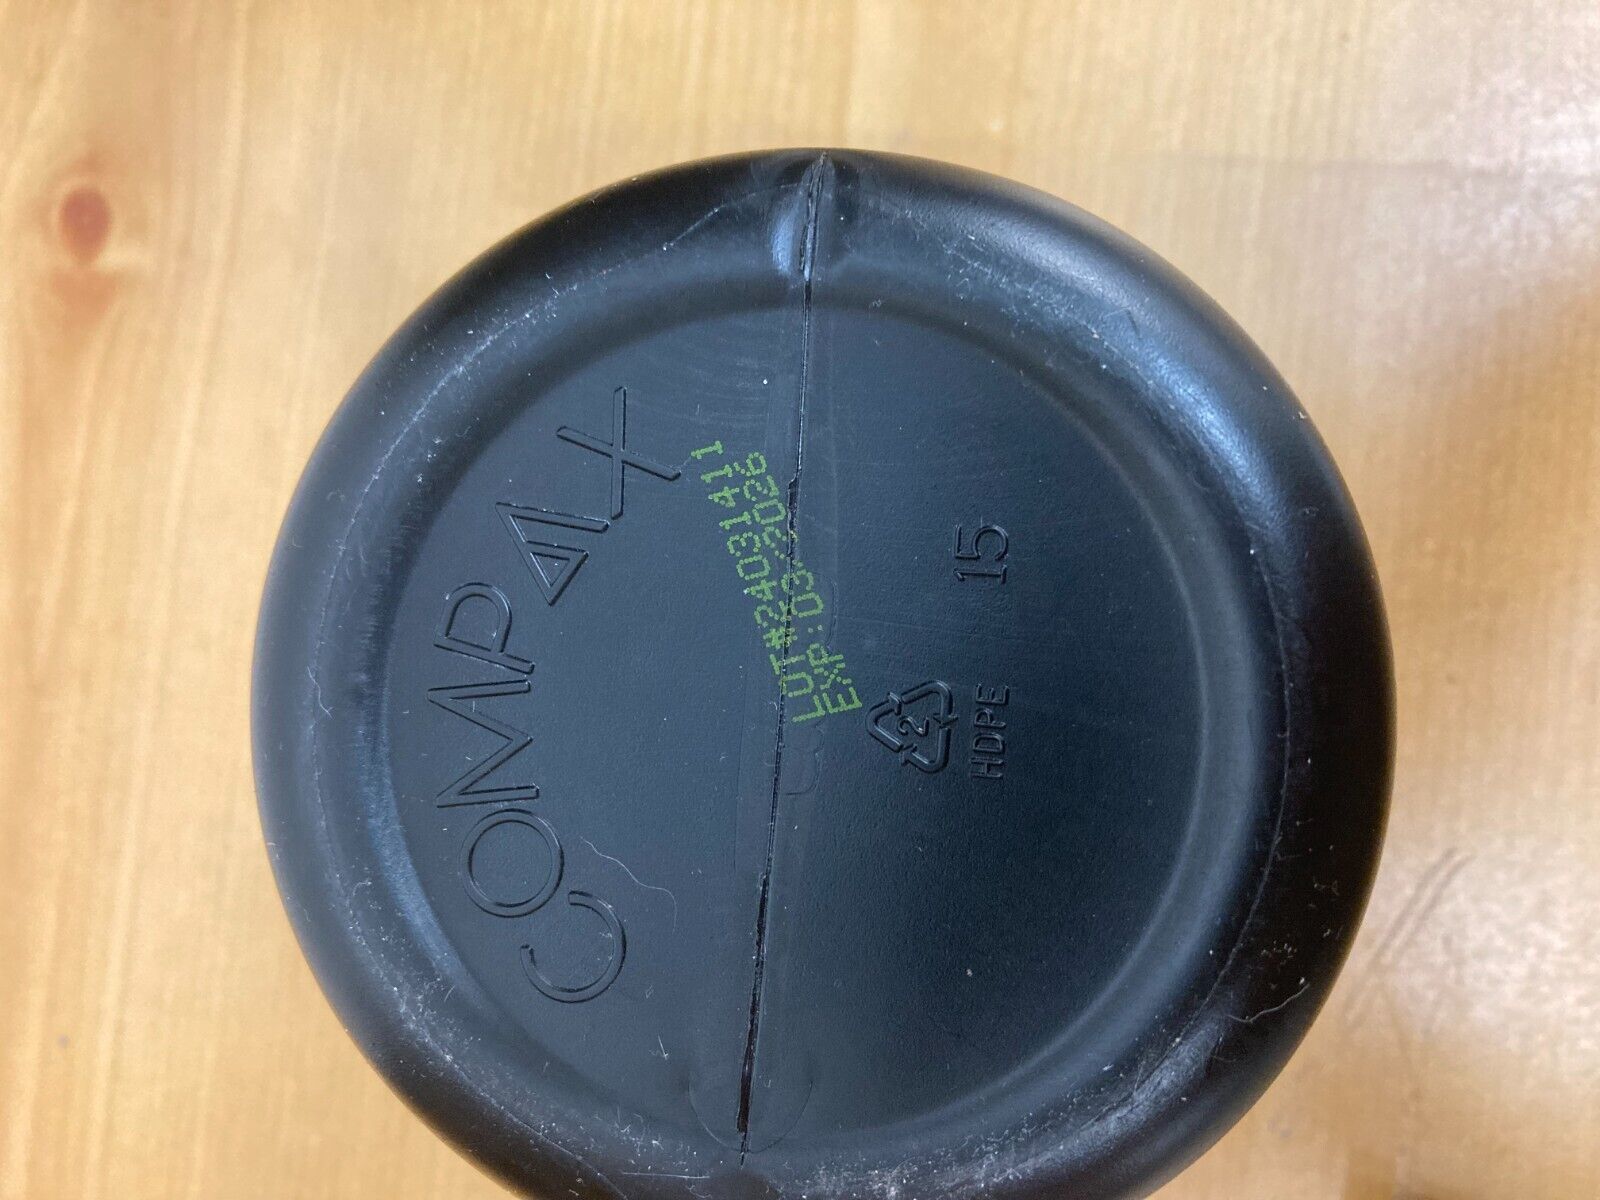 COMPAX
LOT#24031411
EXP:03/2026
2
HDPE
15